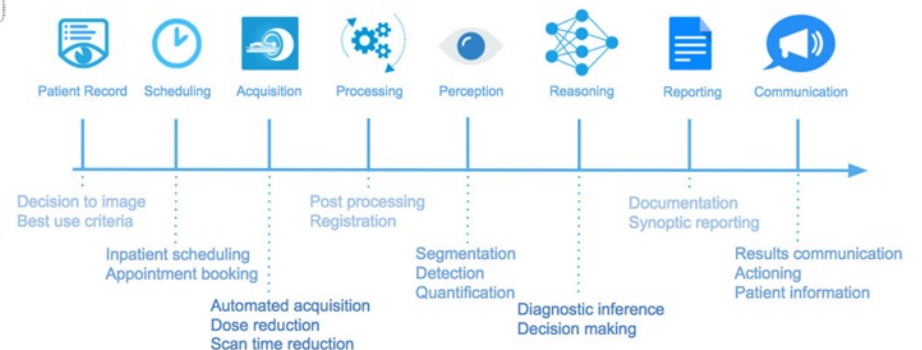 Patient Record
Scheduling
Acquisition
Processing
Perception
Reasoning
Reporting
Communication
Decision to image
Best use criteria
Inpatient scheduling
Appointment booking
Automated acquisition
Dose reduction
Scan time reduction
Post processing
Registration
Segmentation
Detection
Quantification
Diagnostic inference
Decision making
Documentation
Synoptic reporting
Results communication
Actioning
Patient information